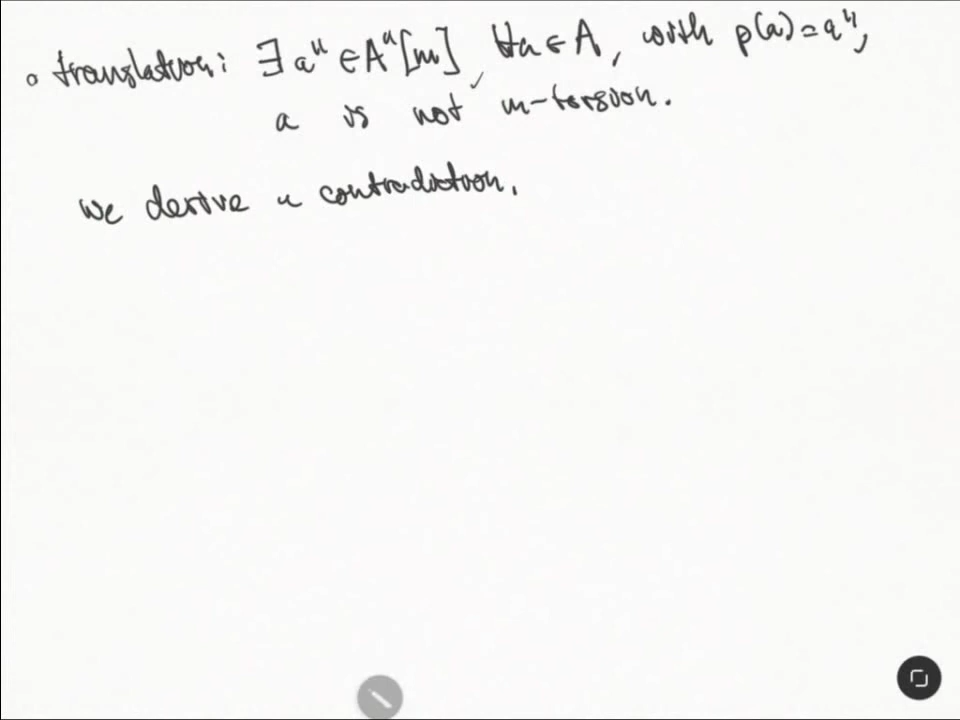 ∘ translation: ∃ a" ∈ A"[m], ∀a ∈ A, with p(a) = a",
a is not m-torsion.
we derive a contradiction.